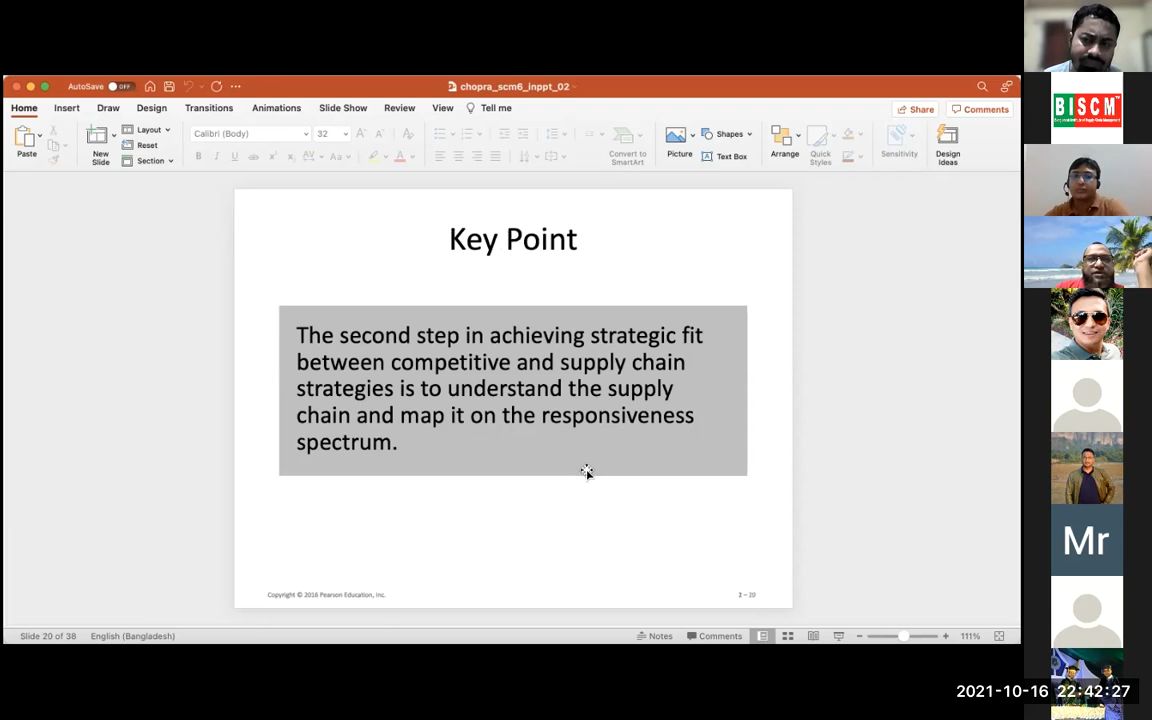 AutoSave OFF
chopra_scm6_inppt_02
Home Insert Draw Design Transitions Animations Slide Show Review View Tell me
Share Comments
Paste
New Slide
Layout
Reset
Section
Calibri (Body) 32
Convert to SmartArt
Picture
Shapes
Text Box
Arrange
Quick Styles
Sensitivity
Design Ideas
Key Point
The second step in achieving strategic fit
between competitive and supply chain
strategies is to understand the supply
chain and map it on the responsiveness
spectrum.
Copyright © 2016 Pearson Education, Inc.
2 – 20
Slide 20 of 38 English (Bangladesh) Notes Comments 111%
BISCM
Mr
2021-10-16 22:42:27